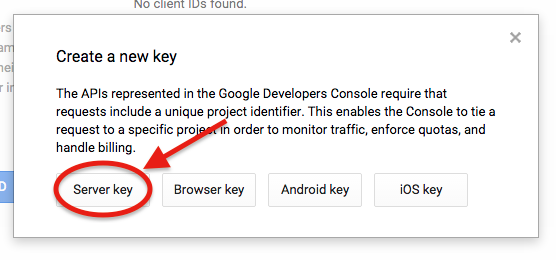 No client IDs found.
Create a new key
The APIs represented in the Google Developers Console require that
requests include a unique project identifier. This enables the Console to tie a
request to a specific project in order to monitor traffic, enforce quotas, and
handle billing.
Server key
Browser key
Android key
iOS key